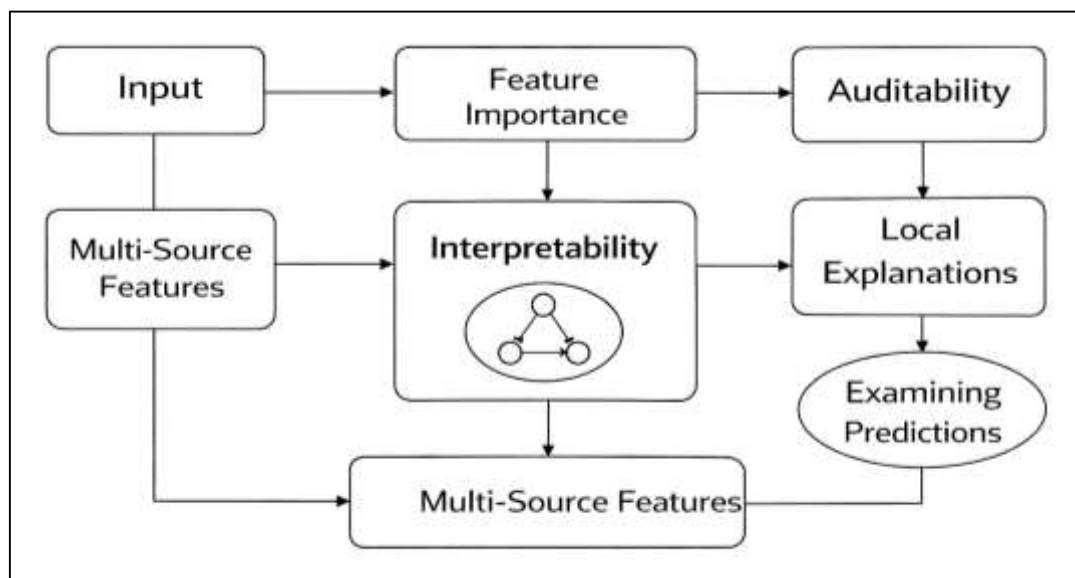 Input
Feature
Importance
Auditability
Multi-Source
Features
Interpretability
Local
Explanations
Examining
Predictions
Multi-Source Features